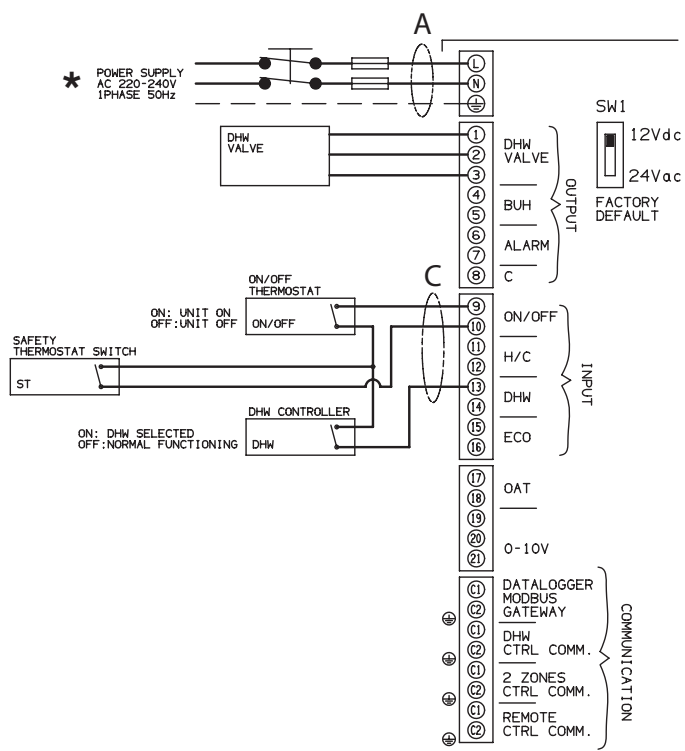 A
*
POWER SUPPLY
AC 220-240V
1PHASE 50Hz
L
N
SW1
12Vdc
24Vac
FACTORY
DEFAULT
DHW
VALVE
1
2
3
4
5
6
7
8
DHW
VALVE
BUH
ALARM
C
OUTPUT
C
ON/OFF
THERMOSTAT
ON: UNIT ON
OFF:UNIT OFF
ON/OFF
SAFETY
THERMOSTAT SWITCH
ST
DHW CONTROLLER
ON: DHW SELECTED
OFF:NORMAL FUNCTIONING
DHW
9
10
11
12
13
14
15
16
ON/OFF
H/C
DHW
ECO
INPUT
17
18
19
20
21
OAT
0-10V
C1
C2
C1
C2
C1
C2
C1
C2
DATALOGGER
MODBUS
GATEWAY
DHW
CTRL COMM.
2 ZONES
CTRL COMM.
REMOTE
CTRL COMM.
COMMUNICATION